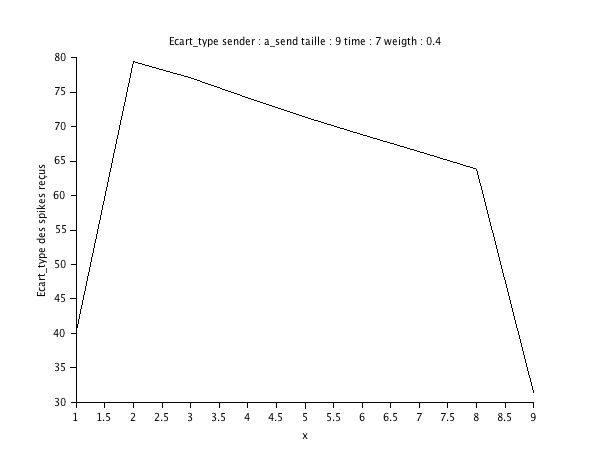 Ecart_type sender : a_send taille : 9 time : 7 weigth : 0.4
80
75
70
65
60
55
50
45
40
35
30
Ecart_type des spikes reçus
1 1.5 2 2.5 3 3.5 4 4.5 5 5.5 6 6.5 7 7.5 8 8.5 9
x